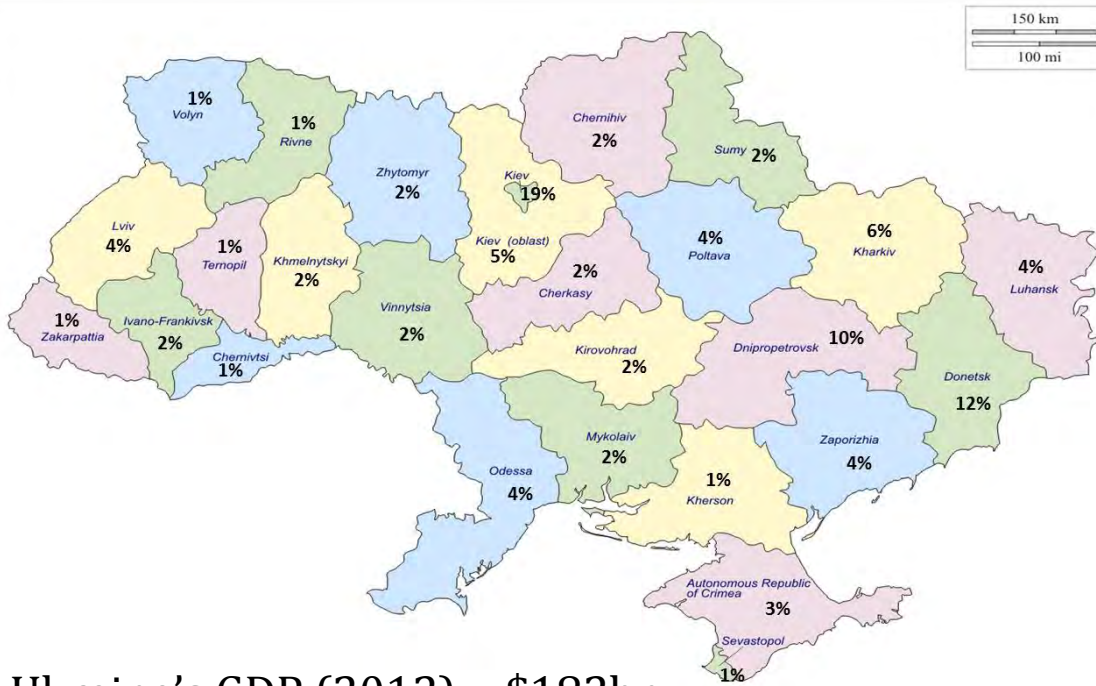 150 km
100 mi
1%
Volyn
1%
Rivne
Zhytomyr
2%
Kiev
19%
Kiev (oblast)
5%
Chernihiv
2%
Sumy
2%
Lviv
4%
1%
Ternopil
Khmelnytskyi
2%
Vinnytsia
2%
2%
Cherkasy
4%
Poltava
6%
Kharkiv
4%
Luhansk
1%
Zakarpattia
Ivano-Frankivsk
2%
Chernivtsi
1%
Kirovohrad
2%
Dnipropetrovsk
10%
Donetsk
12%
Odessa
4%
Mykolaiv
2%
1%
Kherson
Zaporizhia
4%
Autonomous Republic
of Crimea
3%
Sevastopol
1%
Ukraine's GDP